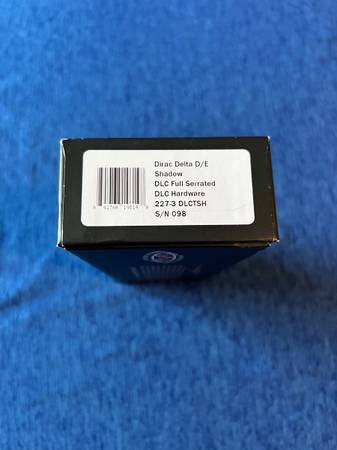 Dirac Delta D/E
Shadow
DLC Full Serrated
DLC Hardware
227-3 DLCTSH
S/N 098